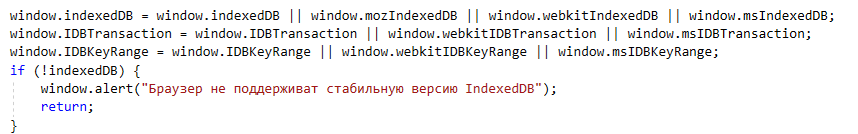 window.indexedDB = window.indexedDB || window.mozIndexedDB || window.webkitIndexedDB || window.msIndexedDB;
window.IDBTransaction = window.IDBTransaction || window.webkitIDBTransaction || window.msIDBTransaction;
window.IDBKeyRange = window.IDBKeyRange || window.webkitIDBKeyRange || window.msIDBKeyRange;
if (!indexedDB) {
    window.alert("Браузер не поддерживат стабильную версию IndexedDB");
    return;
}